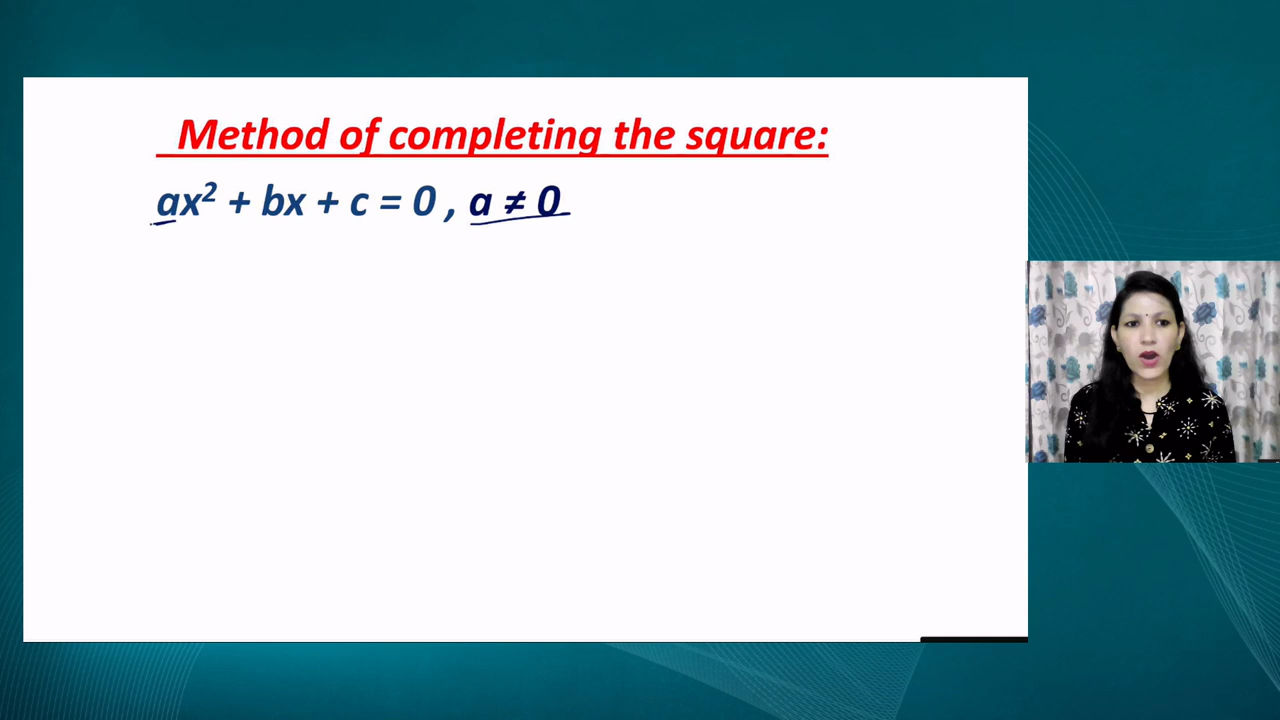 Method of completing the square:
ax² + bx + c = 0 , a ≠ 0